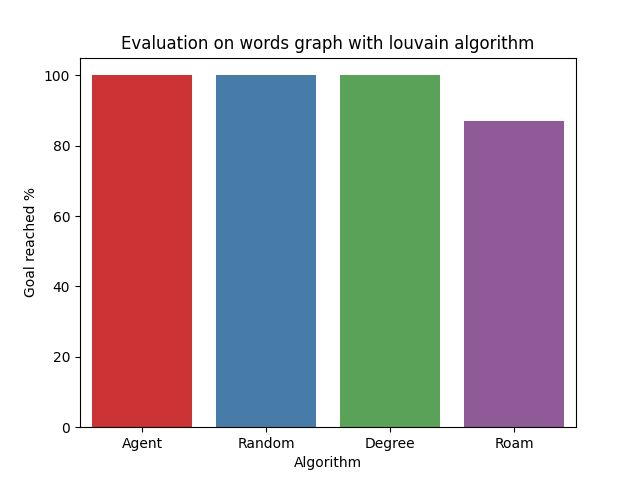 Evaluation on words graph with louvain algorithm
Goal reached %
100
80
60
40
20
0
Agent Random Degree Roam
Algorithm